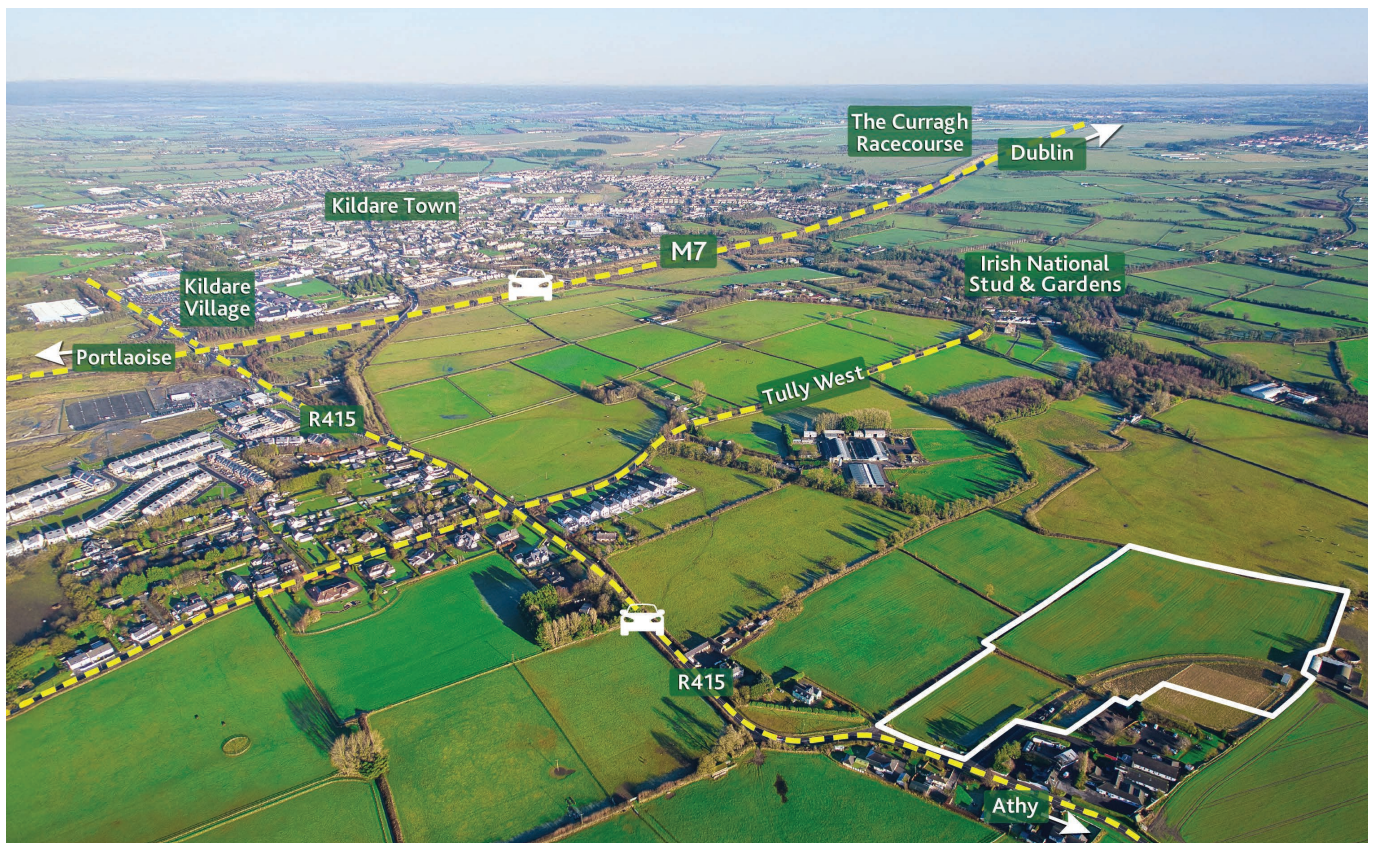 The Curragh
Racecourse
Dublin
Kildare Town
M7
Irish National
Stud & Gardens
Kildare
Village
Portlaoise
Tully West
R415
R415
Athy